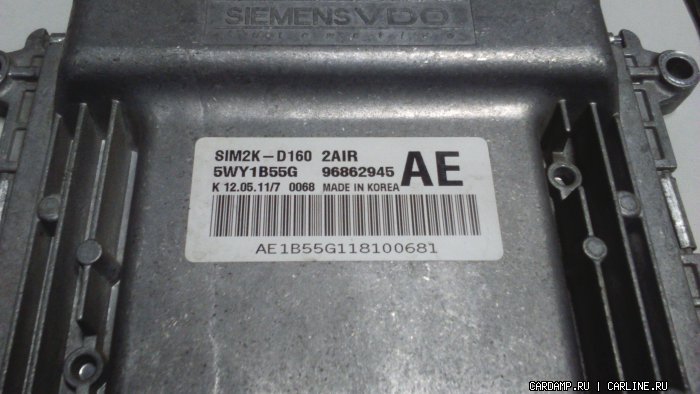 SIEMENS VDO
Automotive
SIM2K-D160 2AIR
5WY1B55G 96862945 AE
K 12.05.11/7 0068 MADE IN KOREA
AE1B55G118100681
CARDAMP.RU | CARLINE.RU